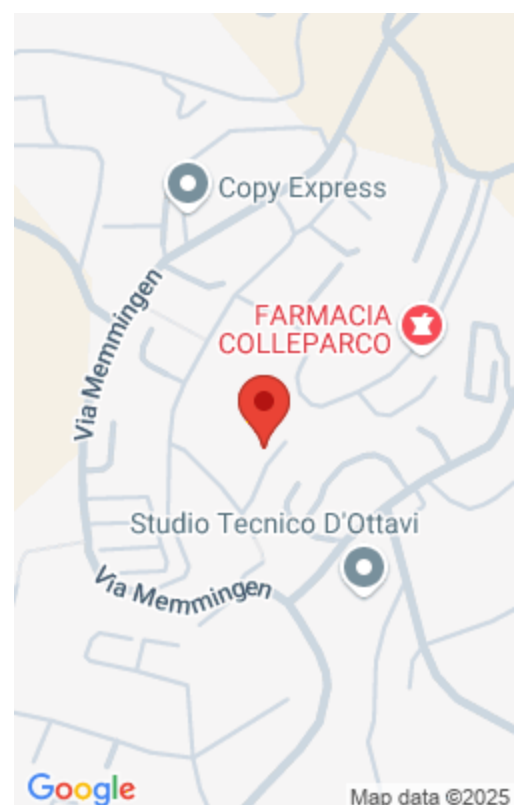 Copy Express
FARMACIA
COLLEPARCO
Via Memmingen
Studio Tecnico D'Ottavi
Via Memmingen
Google
Map data ©2025